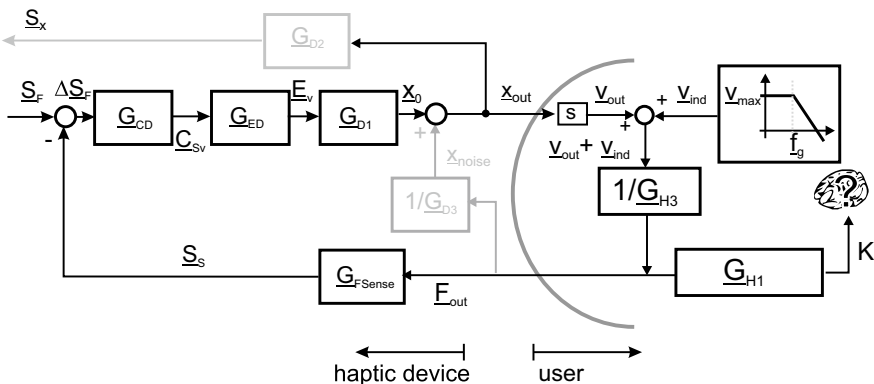 S_x
G_D2
S_F ΔS_F
G_CD
C_Sv
G_ED
E_v
G_D1
x_0
x_out
s
v_out
+ v_ind
v_max
f_g
-
+
+
v_out + v_ind
x_noise
1/G_D3
1/G_H3
?
K
S_S
G_FSense
F_out
G_H1
haptic device
user